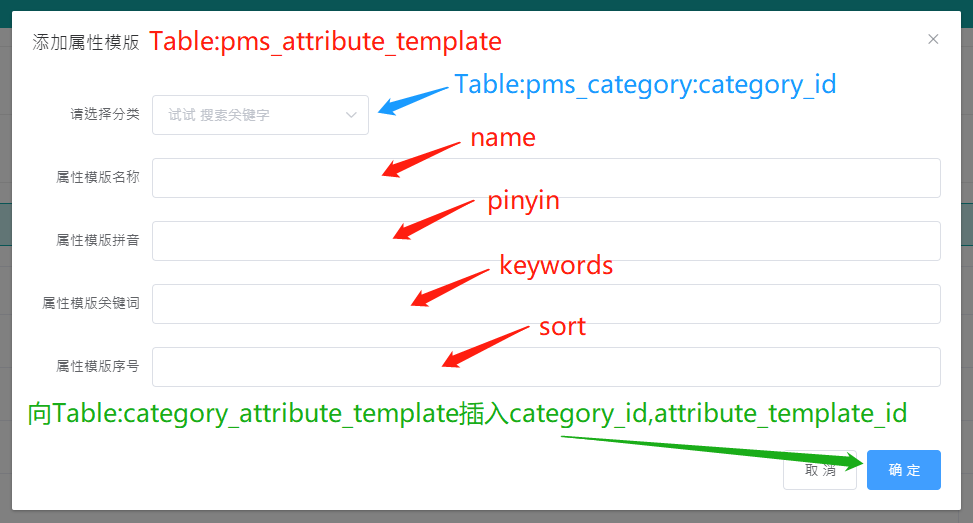 添加属性模版 Table:pms_attribute_template
Table:pms_category:category_id
请选择分类 试试 搜索关键字
name
属性模版名称
pinyin
属性模版拼音
keywords
属性模版关键词
sort
属性模版序号
向Table:category_attribute_template插入category_id,attribute_template_id
取 消 确 定